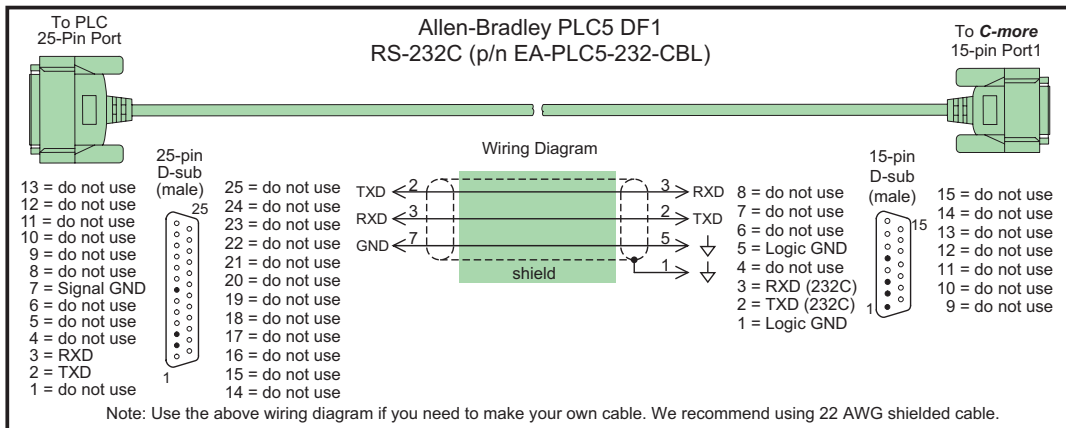 To PLC
25-Pin Port
Allen-Bradley PLC5 DF1
RS-232C (p/n EA-PLC5-232-CBL)
To C-more
15-pin Port1
25-pin
D-sub
(male)
13 = do not use
12 = do not use
11 = do not use
10 = do not use
9 = do not use
8 = do not use
7 = Signal GND
6 = do not use
5 = do not use
4 = do not use
3 = RXD
2 = TXD
1 = do not use
25
1
25 = do not use
24 = do not use
23 = do not use
22 = do not use
21 = do not use
20 = do not use
19 = do not use
18 = do not use
17 = do not use
16 = do not use
15 = do not use
14 = do not use
Wiring Diagram
TXD 2 3 RXD
RXD 3 2 TXD
GND 7 5
1
shield
8 = do not use
7 = do not use
6 = do not use
5 = Logic GND
4 = do not use
3 = RXD (232C)
2 = TXD (232C)
1 = Logic GND
15-pin
D-sub
(male)
15
1
15 = do not use
14 = do not use
13 = do not use
12 = do not use
11 = do not use
10 = do not use
9 = do not use
Note: Use the above wiring diagram if you need to make your own cable. We recommend using 22 AWG shielded cable.